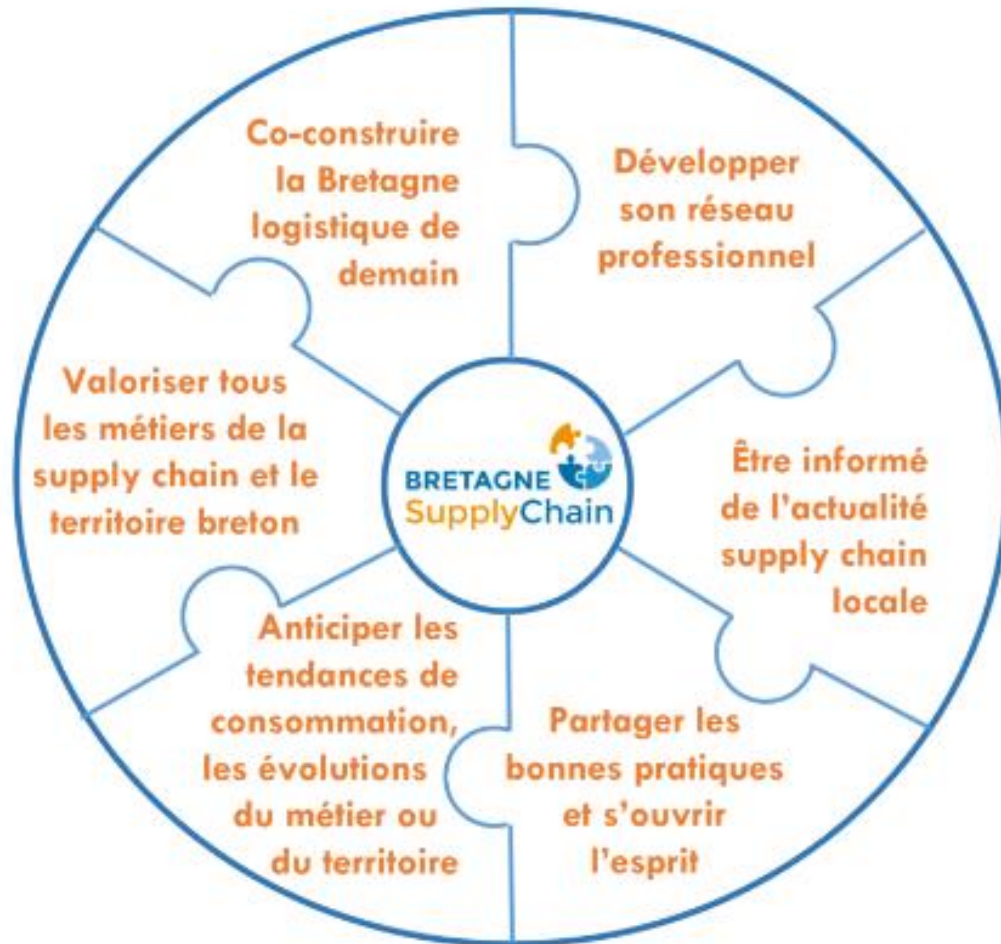 Co-construire
la Bretagne
logistique de
demain
Développer
son réseau
professionnel
Valoriser tous
les métiers de la
supply chain et le
territoire breton
BRETAGNE
SupplyChain
Être informé
de l'actualité
supply chain
locale
Anticiper les
tendances de
consommation,
les évolutions
du métier ou
du territoire
Partager les
bonnes pratiques
et s'ouvrir
l'esprit